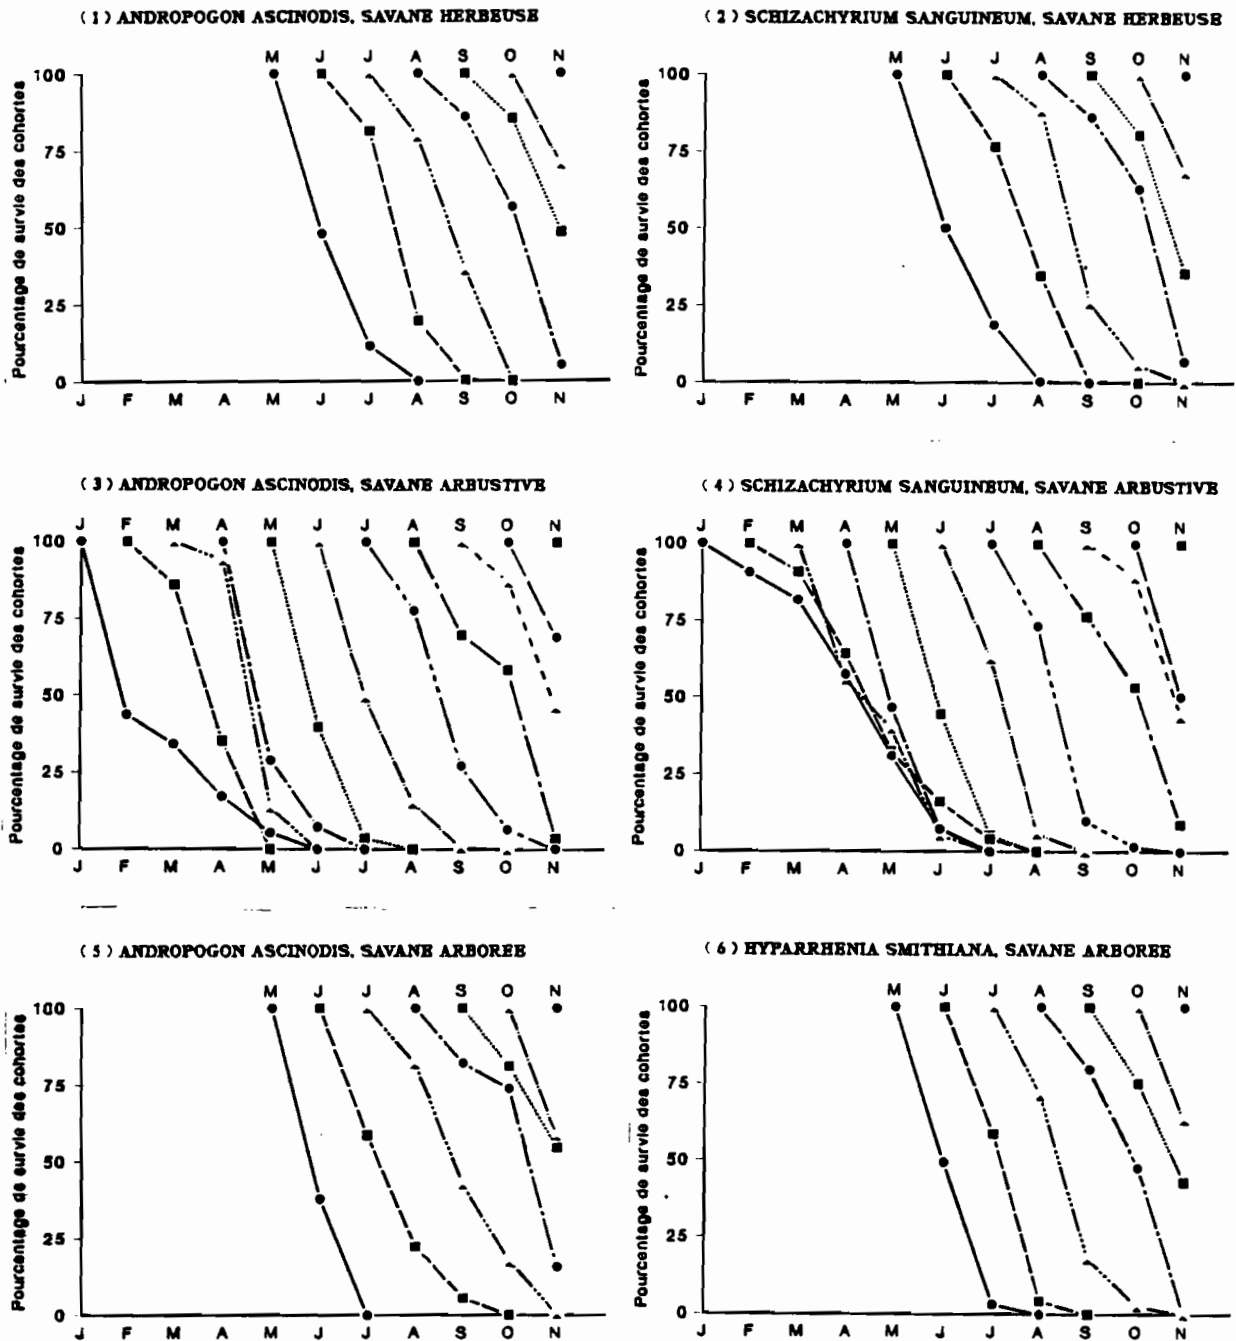 (1) ANDROPOGON ASCINODIS, SAVANE HERBEUSE
M J J A S O N
Pourcentage de survie des cohortes
100
75
50
25
0
J F M A M J J A S O N
(2) SCHIZACHYRIUM SANGUINEUM, SAVANE HERBEUSE
M J J A S O N
Pourcentage de survie des cohortes
100
75
50
25
0
J F M A M J J A S O N
(3) ANDROPOGON ASCINODIS, SAVANE ARBUSTIVE
J F M A M J J A S O N
Pourcentage de survie des cohortes
100
75
50
25
0
J F M A M J J A S O N
(4) SCHIZACHYRIUM SANGUINEUM, SAVANE ARBUSTIVE
J F M A M J J A S O N
Pourcentage de survie des cohortes
100
75
50
25
0
J F M A M J J A S O N
(5) ANDROPOGON ASCINODIS, SAVANE ARBOREE
M J J A S O N
Pourcentage de survie des cohortes
100
75
50
25
0
J F M A M J J A S O N
(6) HYPARRHENIA SMITHIANA, SAVANE ARBOREE
M J J A S O N
Pourcentage de survie des cohortes
100
75
50
25
0
J F M A M J J A S O N